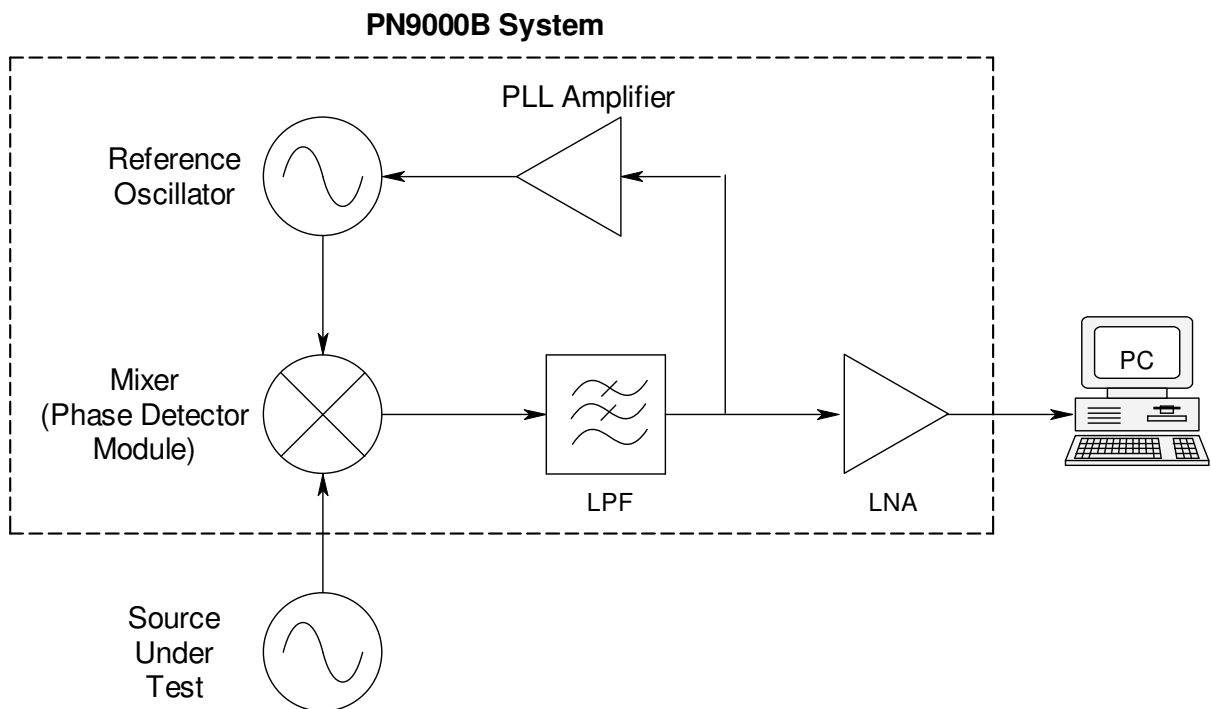 PN9000B System
PLL Amplifier
Reference
Oscillator
Mixer
(Phase Detector
Module)
LPF
LNA
PC
Source
Under
Test